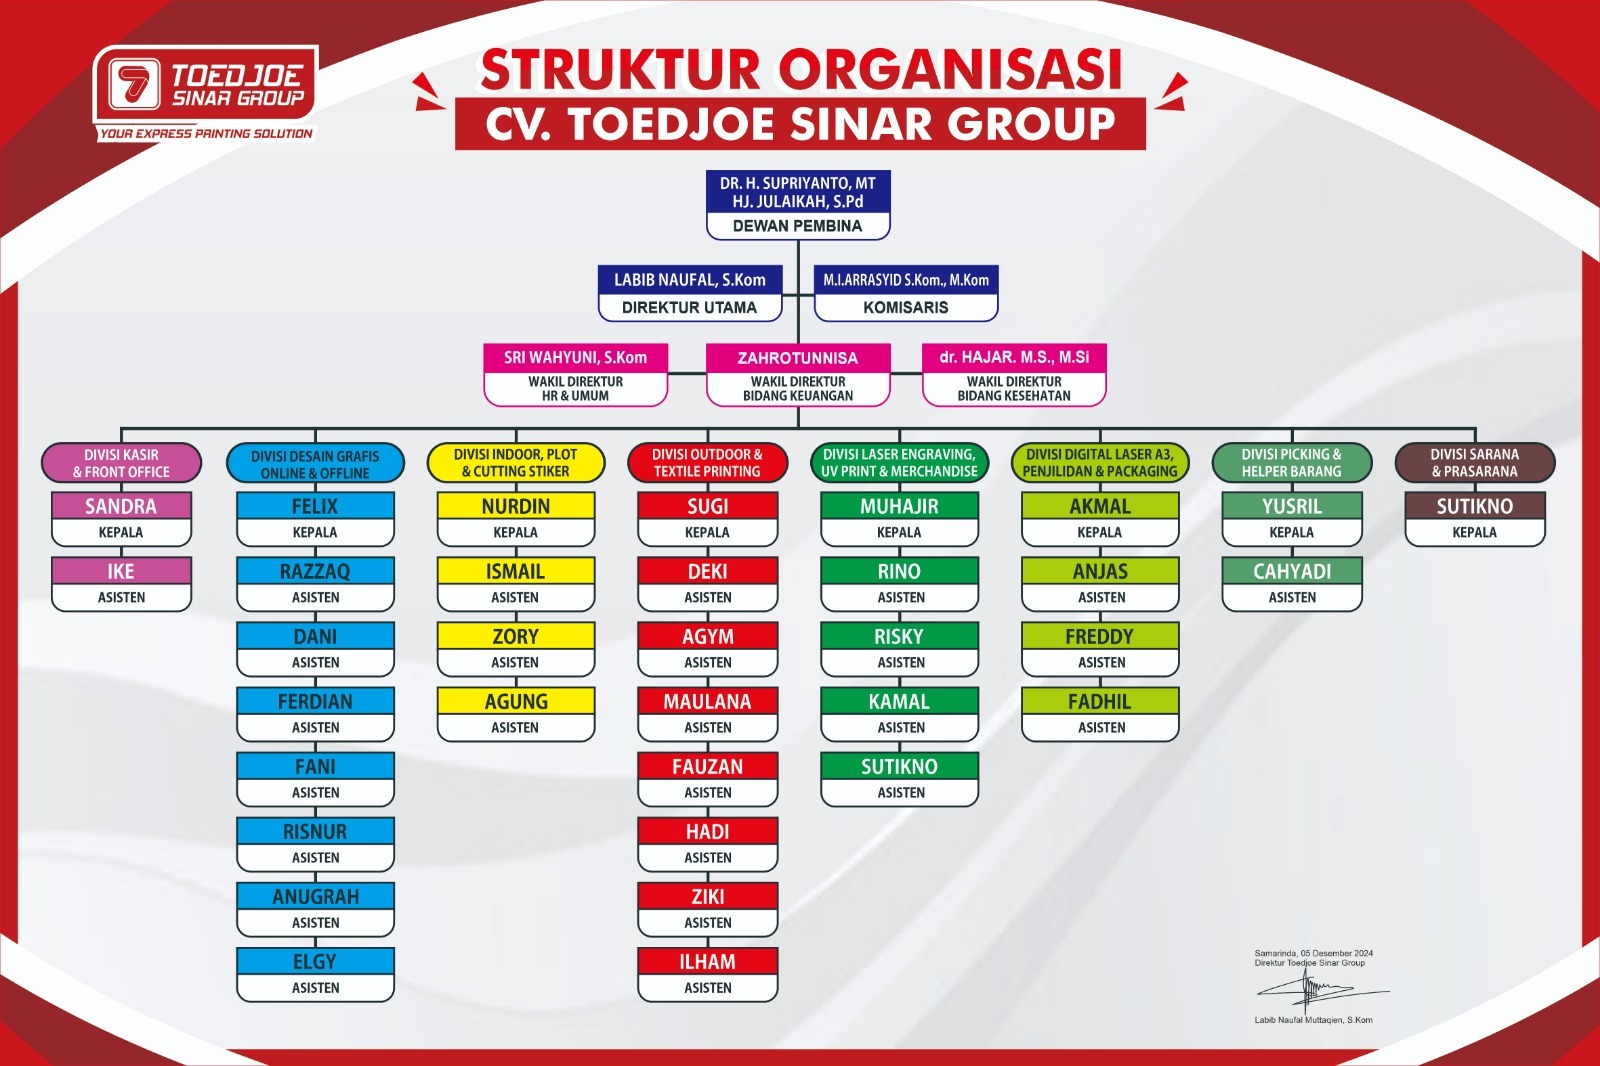 7 TOEDJOE
SINAR GROUP
YOUR EXPRESS PRINTING SOLUTION
STRUKTUR ORGANISASI
CV. TOEDJOE SINAR GROUP
DR. H. SUPRIYANTO, MT
HJ. JULAIKAH, S.Pd
DEWAN PEMBINA
LABIB NAUFAL, S.Kom
DIREKTUR UTAMA
M.I.ARRASYID S.Kom., M.Kom
KOMISARIS
SRI WAHYUNI, S.Kom
WAKIL DIREKTUR
HR & UMUM
ZAHROTUNNISA
WAKIL DIREKTUR
BIDANG KEUANGAN
dr. HAJAR. M.S., M.Si
WAKIL DIREKTUR
BIDANG KESEHATAN
DIVISI KASIR
& FRONT OFFICE
SANDRA
KEPALA
IKE
ASISTEN
DIVISI DESAIN GRAFIS
ONLINE & OFFLINE
FELIX
KEPALA
RAZZAQ
ASISTEN
DANI
ASISTEN
FERDIAN
ASISTEN
FANI
ASISTEN
RISNUR
ASISTEN
ANUGRAH
ASISTEN
ELGY
ASISTEN
DIVISI INDOOR, PLOT
& CUTTING STIKER
NURDIN
KEPALA
ISMAIL
ASISTEN
ZORY
ASISTEN
AGUNG
ASISTEN
DIVISI OUTDOOR &
TEXTILE PRINTING
SUGI
KEPALA
DEKI
ASISTEN
AGYM
ASISTEN
MAULANA
ASISTEN
FAUZAN
ASISTEN
HADI
ASISTEN
ZIKI
ASISTEN
ILHAM
ASISTEN
DIVISI LASER ENGRAVING,
UV PRINT & MERCHANDISE
MUHAJIR
KEPALA
RINO
ASISTEN
RISKY
ASISTEN
KAMAL
ASISTEN
SUTIKNO
ASISTEN
DIVISI DIGITAL LASER A3,
PENJILIDAN & PACKAGING
AKMAL
KEPALA
ANJAS
ASISTEN
FREDDY
ASISTEN
FADHIL
ASISTEN
DIVISI PICKING &
HELPER BARANG
YUSRIL
KEPALA
CAHYADI
ASISTEN
DIVISI SARANA
& PRASARANA
SUTIKNO
KEPALA
Samarinda, 05 Desember 2024
Direktur Toedjoe Sinar Group
Labib Naufal Muttaqien, S.Kom